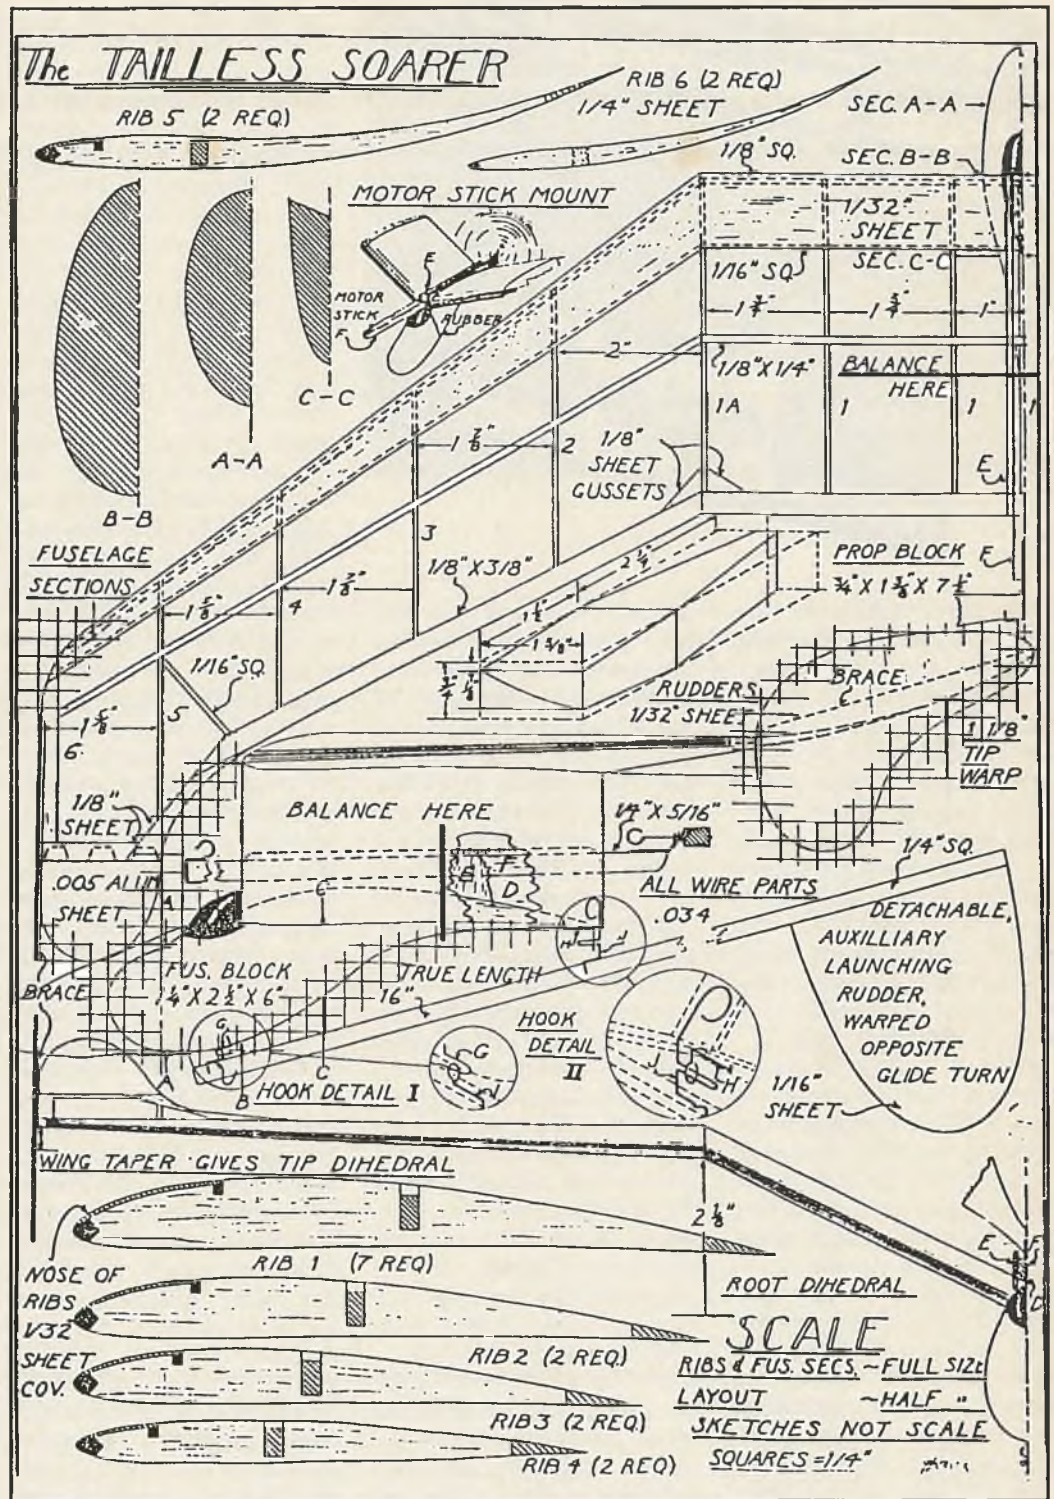 The TAILLESS SOARER
RIB 5 (2 REQ.)
RIB 6 (2 REQ.)
1/4" SHEET
SEC. A-A
1/8" SQ.
SEC. B-B
MOTOR STICK MOUNT
1/32"
SHEET
E
MOTOR
STICK
F
RUBBER
1/16" SQ
SEC. C-C
1 3/4"
1 3/4"
1"
C-C
A-A
B-B
2"
1/8" X 1/4"
BALANCE
HERE
1A
1
1
1
1 7/8"
2
1/8"
SHEET
GUSSETS
E
FUSELAGE
SECTIONS
3
1/8" X 3/8"
2 1/4"
PROP BLOCK
F
3/4" X 1 3/8" X 7 1/2"
1 5/8"
4
1 7/8"
1 1/2"
1 3/8"
1/16" SQ.
3/4"
1/8"
RUDDERS
1/32" SHEE
BRACE
1 5/8"
5
6
1 1/8"
TIP
WARP
1/8"
SHEET
BALANCE HERE
1/4" X 5/16"
1/4" SQ.
.005 ALUM
SHEET
A
C
E
F
D
ALL WIRE PARTS
.034
DETACHABLE,
AUXILLIARY
LAUNCHING
RUDDER,
WARPED
OPPOSITE
GLIDE TURN
H
J
BRACE
FUS. BLOCK
1/4" X 2 1/2" X 6"
TRUE LENGTH
16"
HOOK
DETAIL
II
G
G
J
H
A
B
C
HOOK DETAIL I
1/16"
SHEET
WING TAPER GIVES TIP DIHEDRAL
2 1/8"
RIB 1 (7 REQ)
E
F
D
NOSE OF
RIBS
1/32
SHEET
COV.
ROOT DIHEDRAL
RIB 2 (2 REQ.)
SCALE
RIBS & FUS. SECS, ~FULL SIZE
LAYOUT ~HALF "
RIB 3 (2 REQ.)
SKETCHES NOT SCALE
RIB 4 (2 REQ)
SQUARES = 1/4"